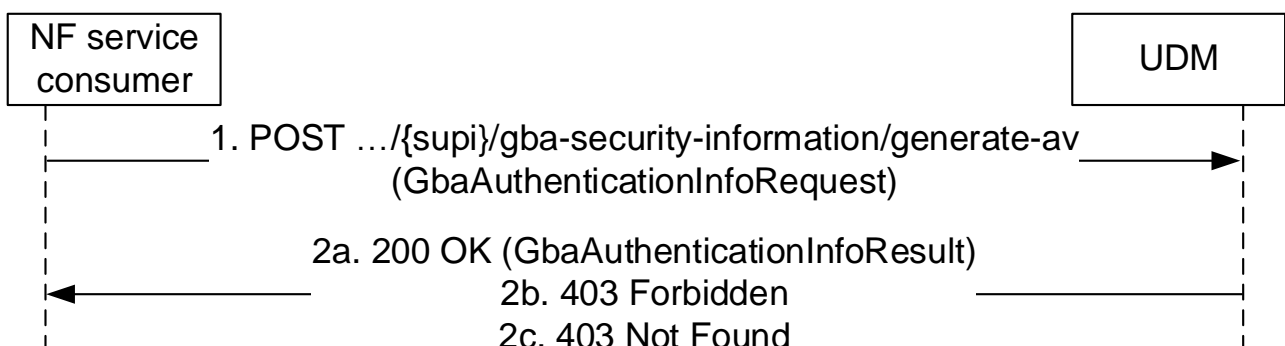 NF service
consumer
UDM
1. POST …/{supi}/gba-security-information/generate-av
(GbaAuthenticationInfoRequest)
2a. 200 OK (GbaAuthenticationInfoResult)
2b. 403 Forbidden
2c. 403 Not Found